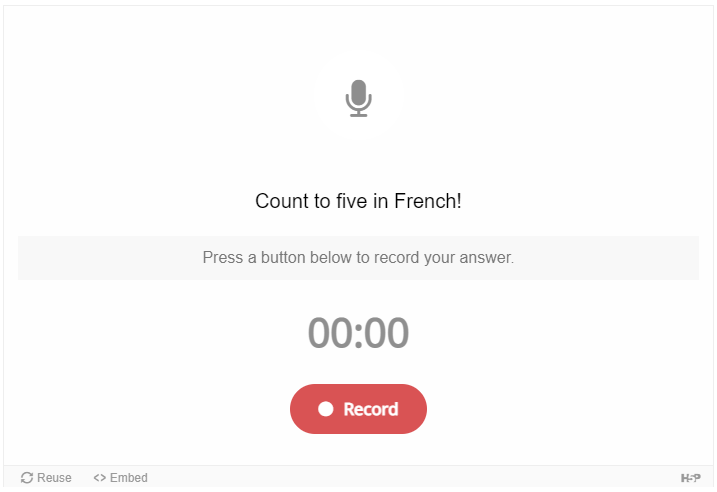 Count to five in French!
Press a button below to record your answer.
00:00
Record
Reuse
Embed
H5P